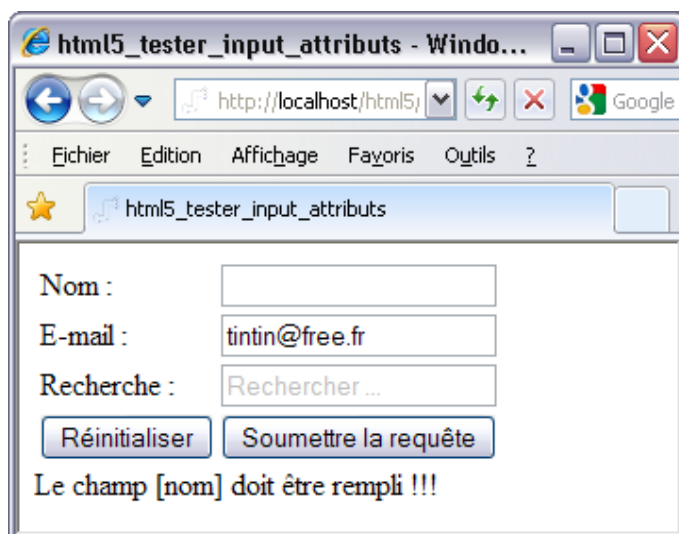 html5_tester_input_attributs - Windo...
http://localhost/html5/
Google
Fichier Edition Affichage Favoris Outils ?
html5_tester_input_attributs
Nom :
E-mail : tintin@free.fr
Recherche : Rechercher ...
Réinitialiser Soumettre la requête
Le champ [nom] doit être rempli !!!